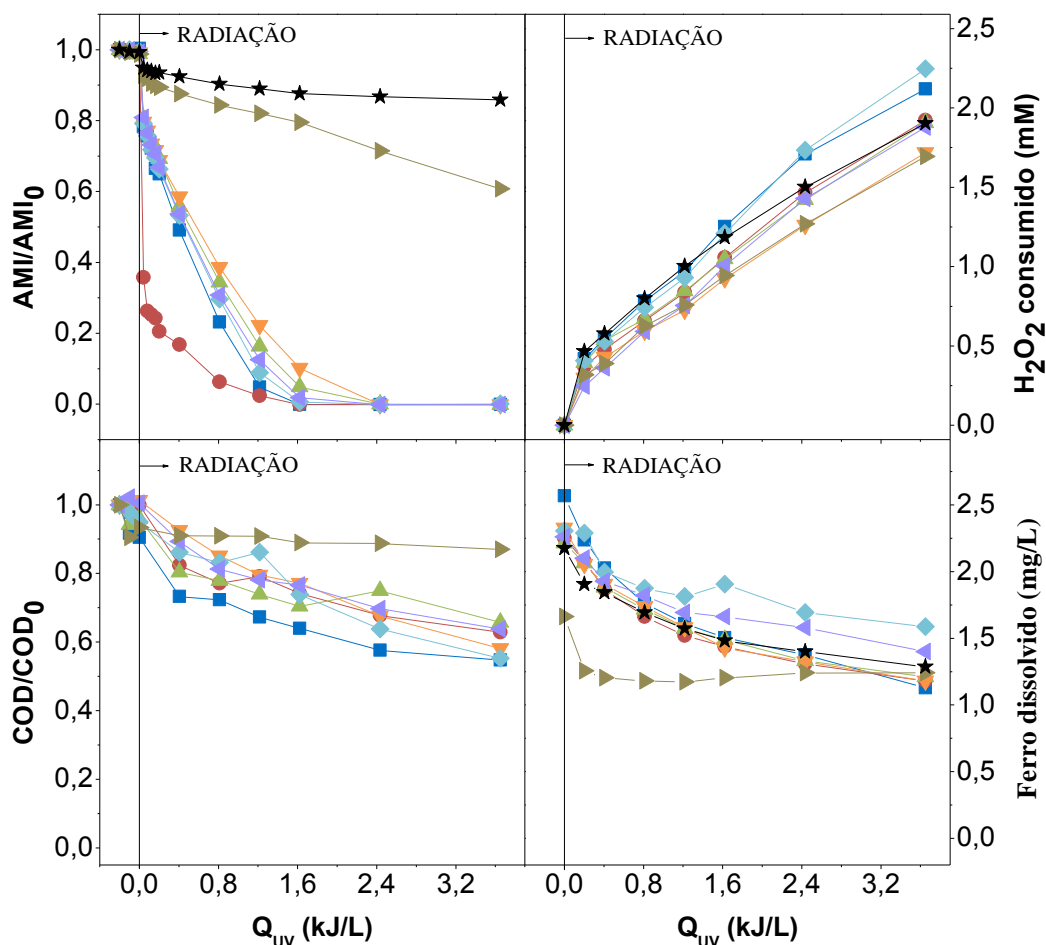 RADIAÇÃO
1,0
0,8
0,6
0,4
0,2
0,0
AMI/AMI0
RADIAÇÃO
2,5
2,0
1,5
1,0
0,5
0,0
H2O2 consumido (mM)
RADIAÇÃO
1,0
0,8
0,6
0,4
0,2
0,0
COD/COD0
0,0 0,8 1,6 2,4
QUV (kJ/L)
RADIAÇÃO
2,5
2,0
1,5
1,0
0,5
0,0
Ferro dissolvido (mg/L)
0,0 0,8 1,6 2,4 3,2
QUV (kJ/L)